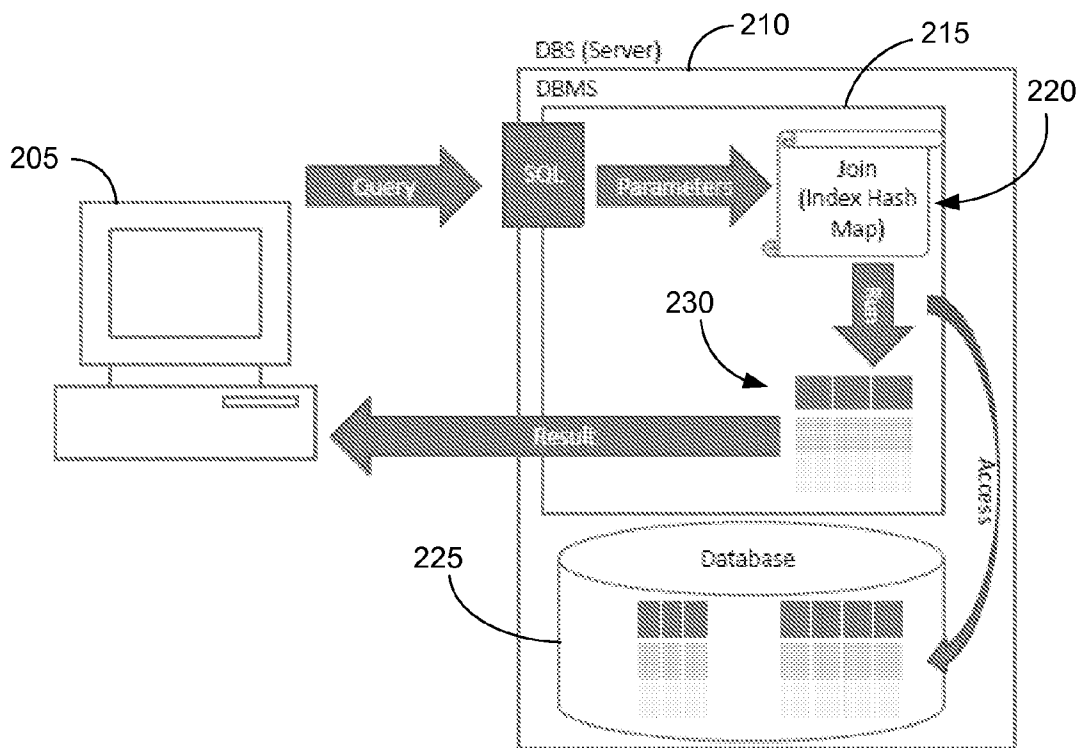 210
215
DBS (Server)
DBMS
220
205
Query
SQL
Parameters
Join
(Index Hash
Map)
230
Result
Access
225
Database